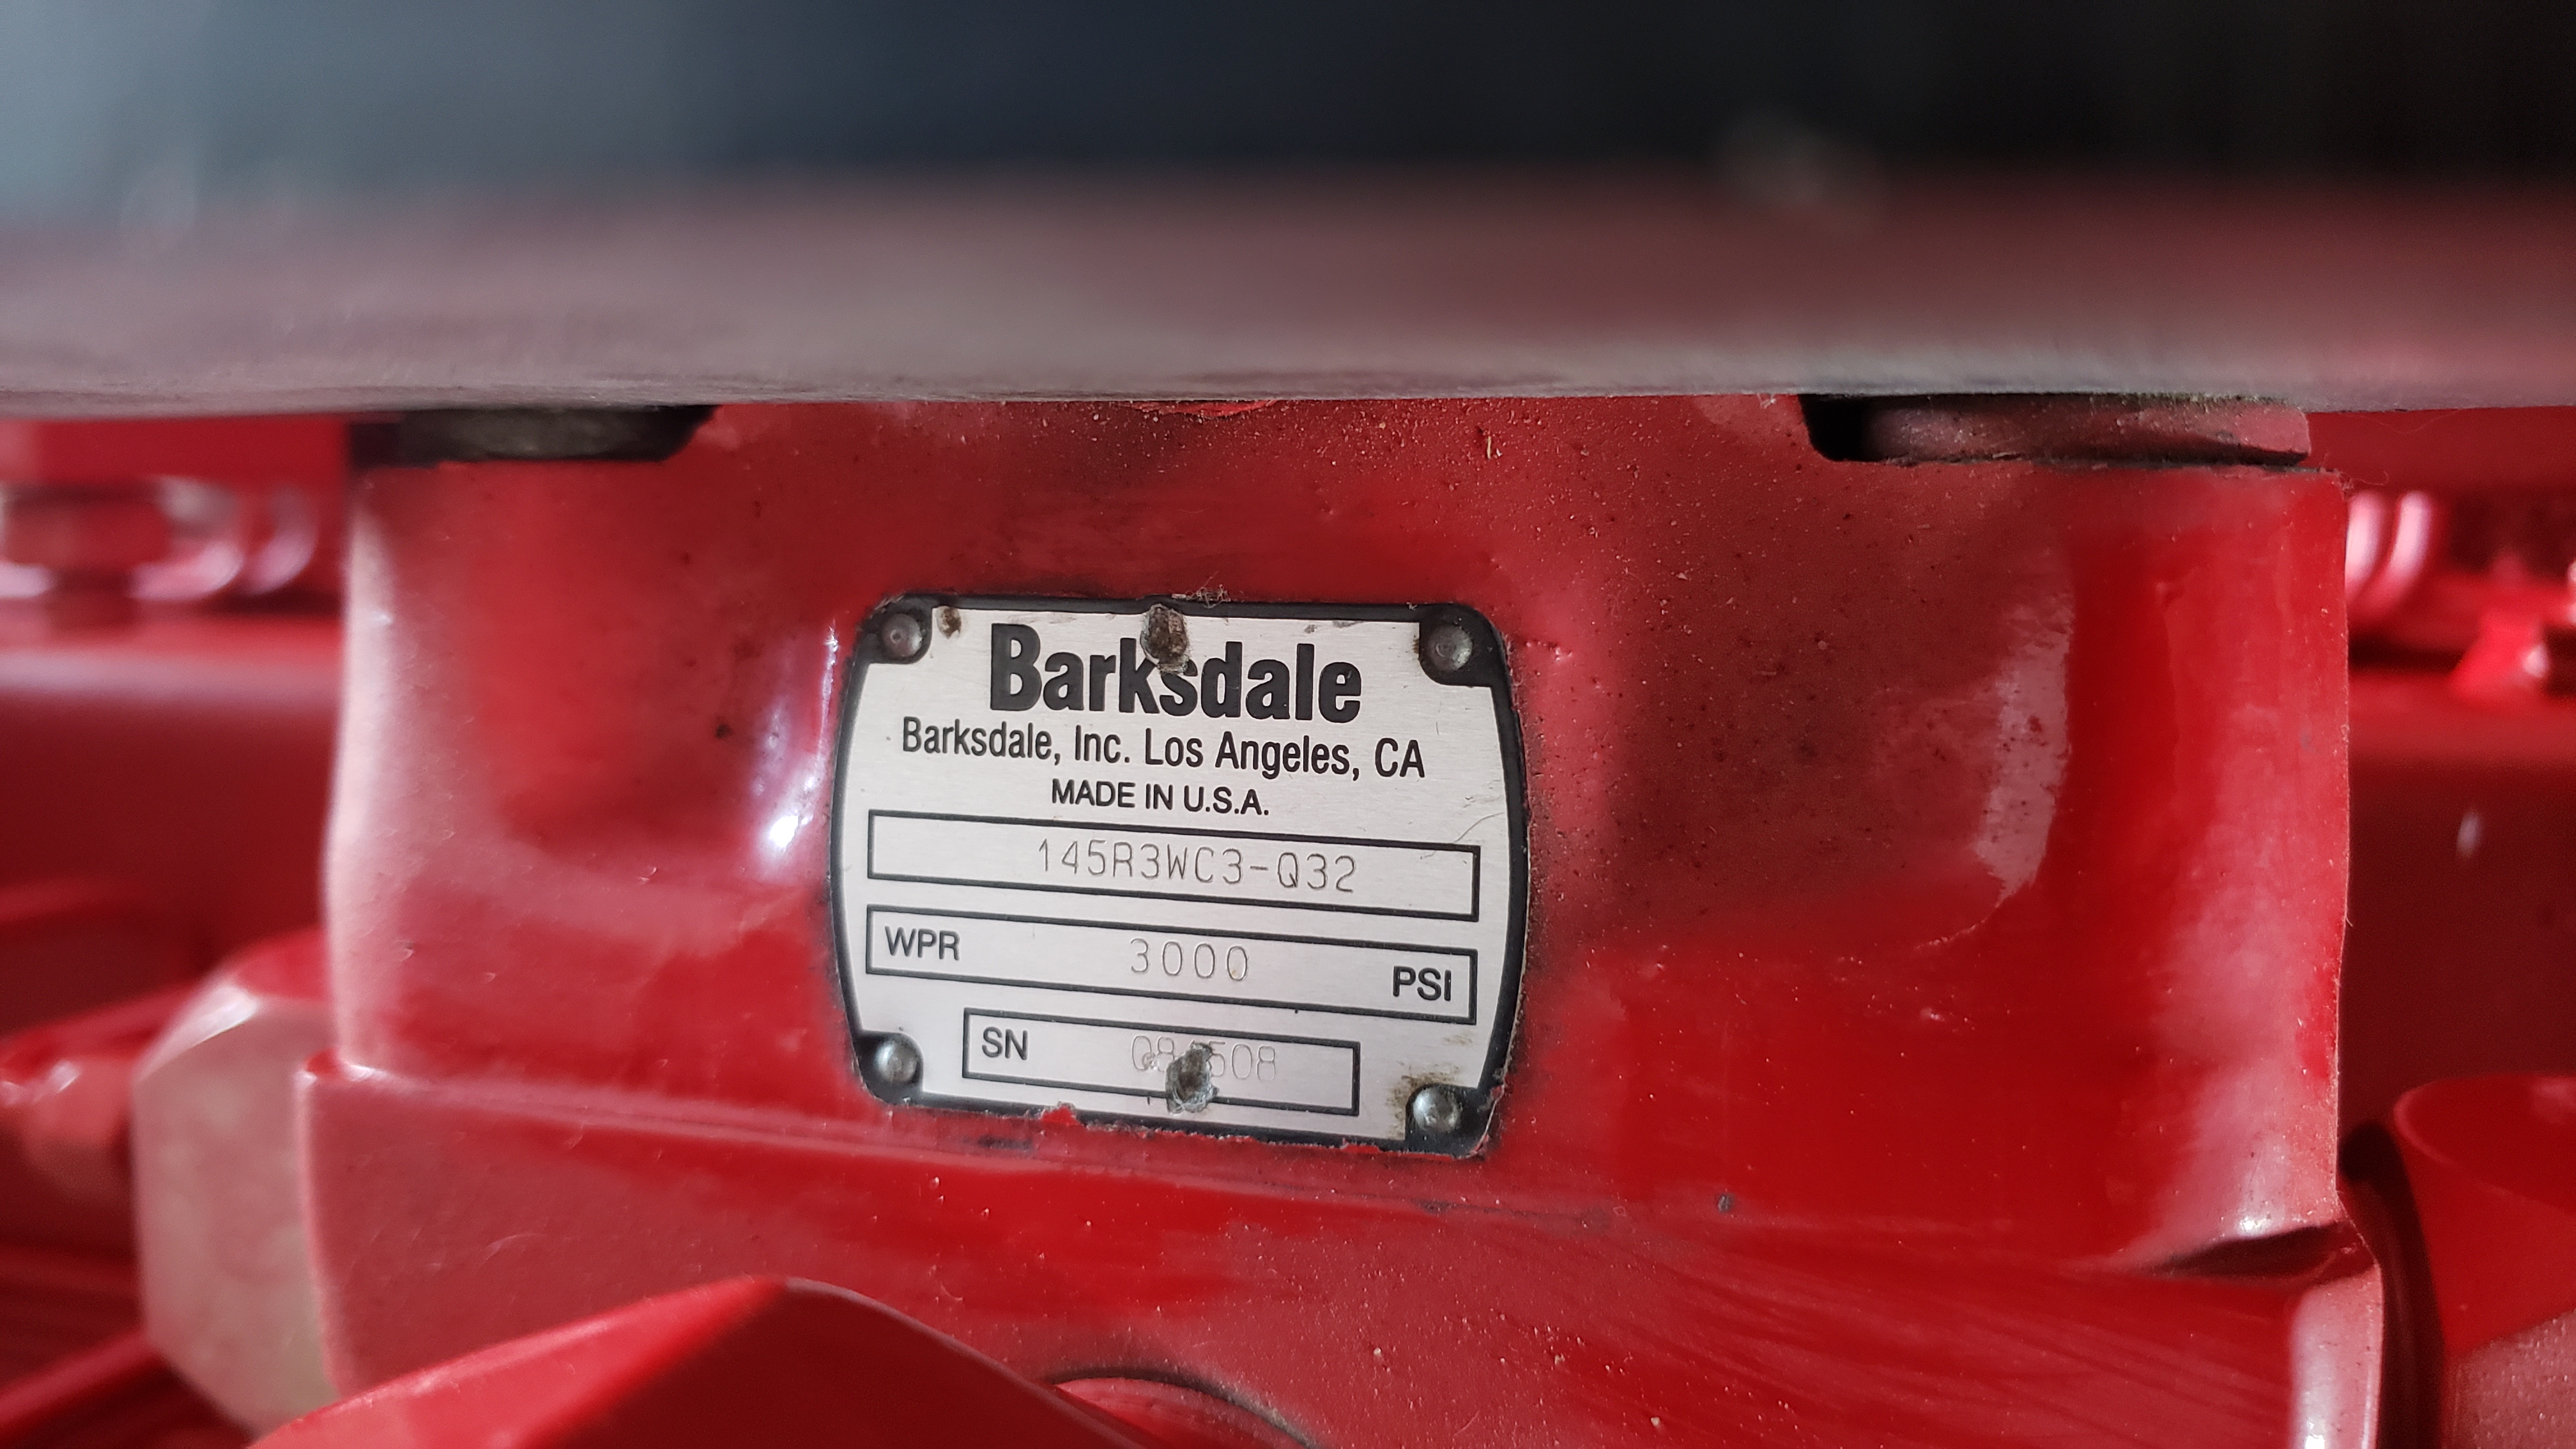 Barksdale
Barksdale, Inc. Los Angeles, CA
MADE IN U.S.A.
145R3WC3-Q32
WPR 3000 PSI
SN